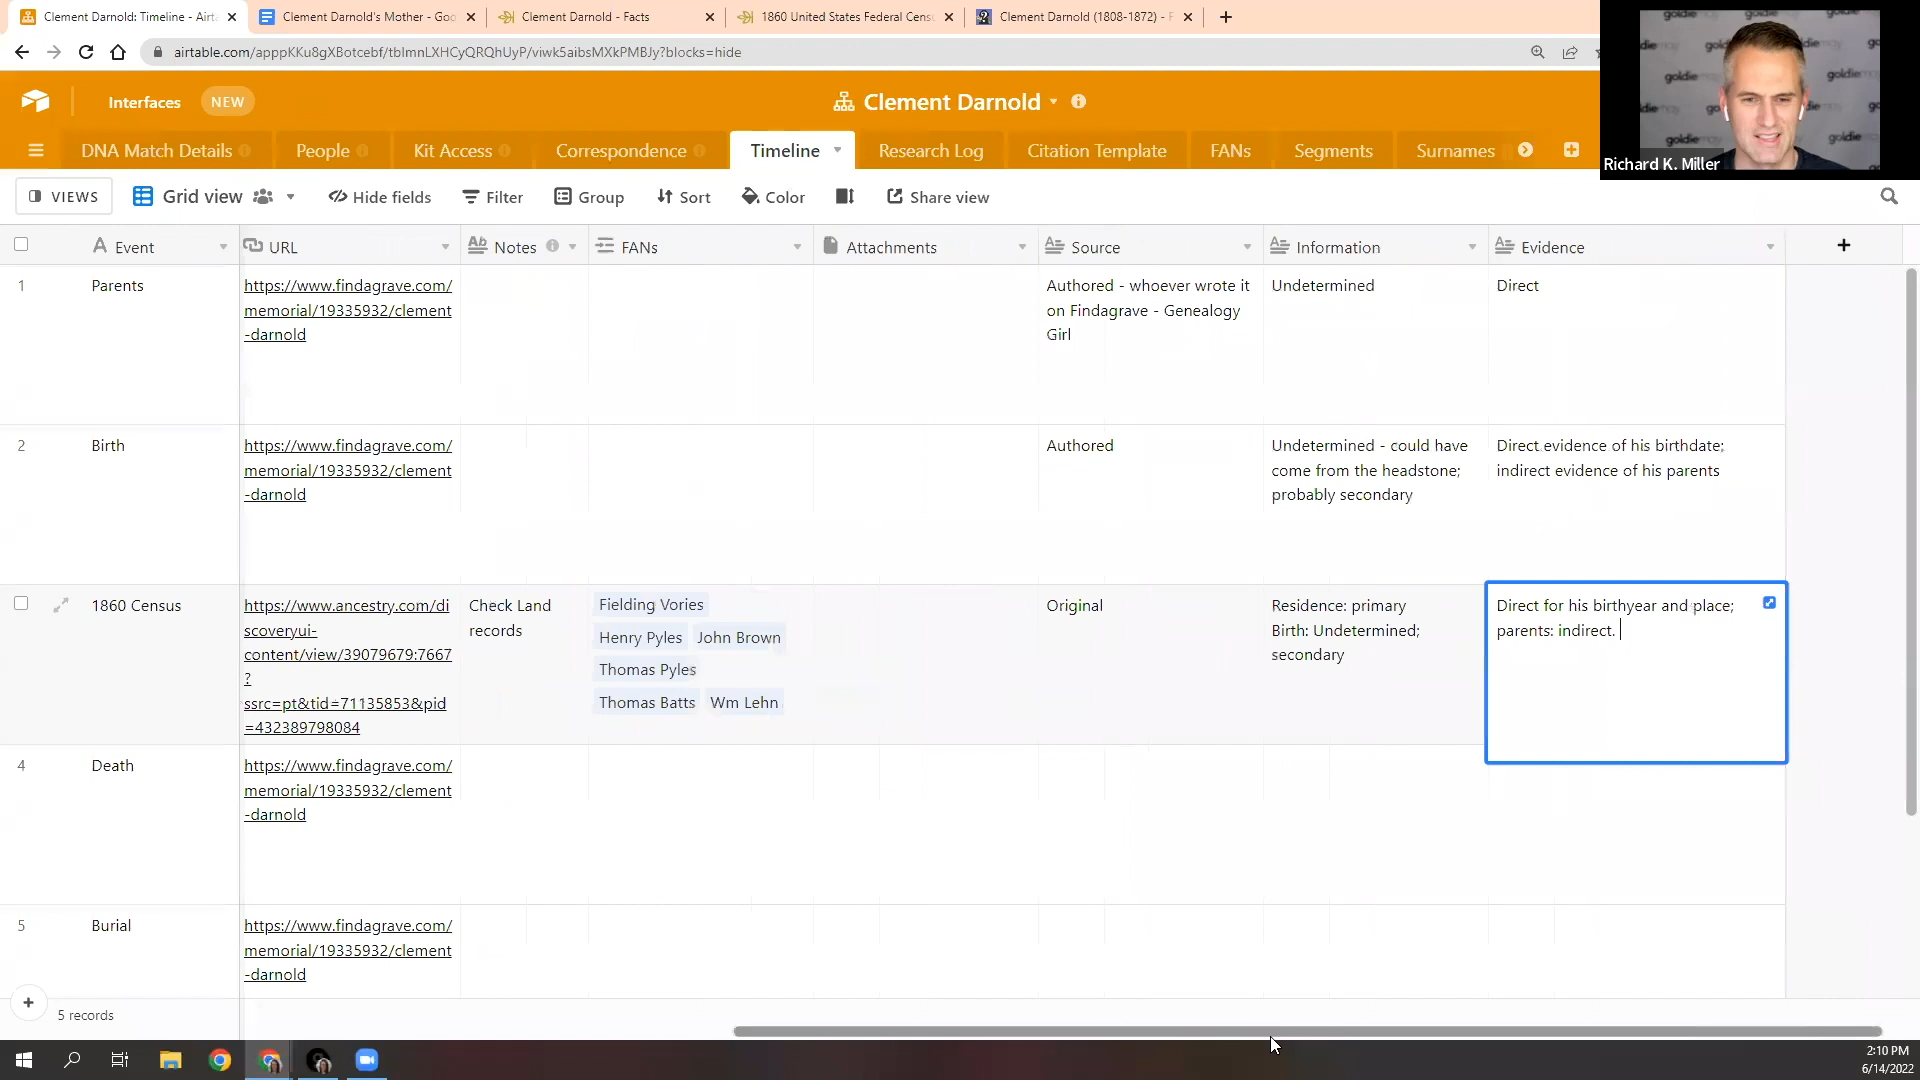 Clement Darnold: Timeline - Airt
Clement Darnold's Mother - Goo
Clement Darnold - Facts
1860 United States Federal Cens
Clement Darnold (1808-1872) - F
airtable.com/apppKKu8gXBotcebf/tblmnLXHCyQRQhUyP/viwk5aibsMXkPMBJy?blocks=hide
Interfaces
NEW
Clement Darnold
goldie
Richard K. Miller
DNA Match Details
People
Kit Access
Correspondence
Timeline
Research Log
Citation Template
FANs
Segments
Surnames
VIEWS
Grid view
Hide fields
Filter
Group
Sort
Color
Share view
Event
URL
Notes
FANs
Attachments
Source
Information
Evidence
1
Parents
https://www.findagrave.com/
memorial/19335932/clement
-darnold
Authored - whoever wrote it
on Findagrave - Genealogy
Girl
Undetermined
Direct
2
Birth
https://www.findagrave.com/
memorial/19335932/clement
-darnold
Authored
Undetermined - could have
come from the headstone;
probably secondary
Direct evidence of his birthdate;
indirect evidence of his parents
1860 Census
https://www.ancestry.com/di
scoveryui-
content/view/39079679:7667
?
ssrc=pt&tid=71135853&pid
=432389798084
Check Land
records
Fielding Vories
Henry Pyles John Brown
Thomas Pyles
Thomas Batts Wm Lehn
Original
Residence: primary
Birth: Undetermined;
secondary
Direct for his birthyear and place;
parents: indirect.
4
Death
https://www.findagrave.com/
memorial/19335932/clement
-darnold
5
Burial
https://www.findagrave.com/
memorial/19335932/clement
-darnold
5 records
2:10 PM
6/14/2022